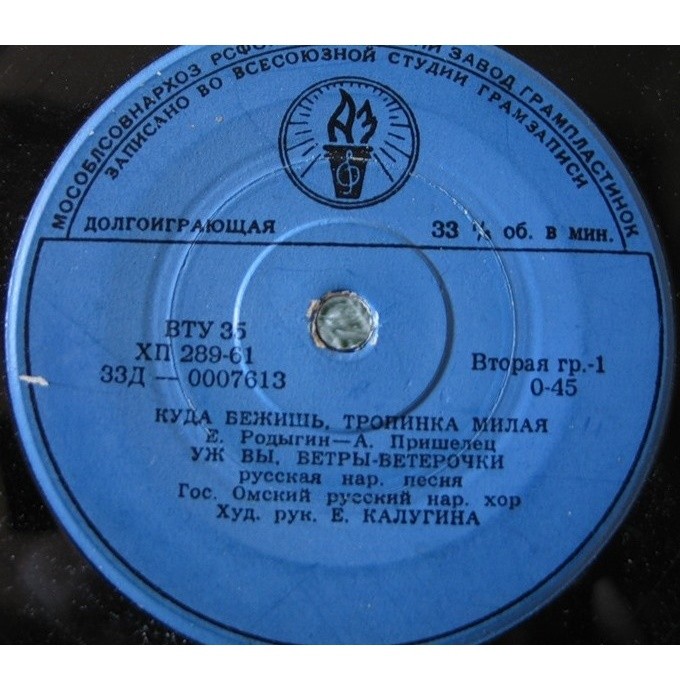 МОСОБЛСОВНАРХОЗ ЗАВОД ГРАМПЛАСТИНОК
ЗАПИСАНО ВО ВСЕСОЮЗНОЙ СТУДИИ ГРАМЗАПИСИ
АЗ
ДОЛГОИГРАЮЩАЯ 33 об. в мин.
ВТУ 35
ХП 289-61
33Д — 0007613
Вторая гр.-1
0-45
КУДА БЕЖИШЬ, ТРОПИНКА МИЛАЯ
Е. Родыгин—А. Пришелец
УЖ ВЫ, ВЕТРЫ-ВЕТЕРОЧКИ
русская нар. песня
Гос. Омский русский нар. хор
Худ. рук. Е. КАЛУГИНА